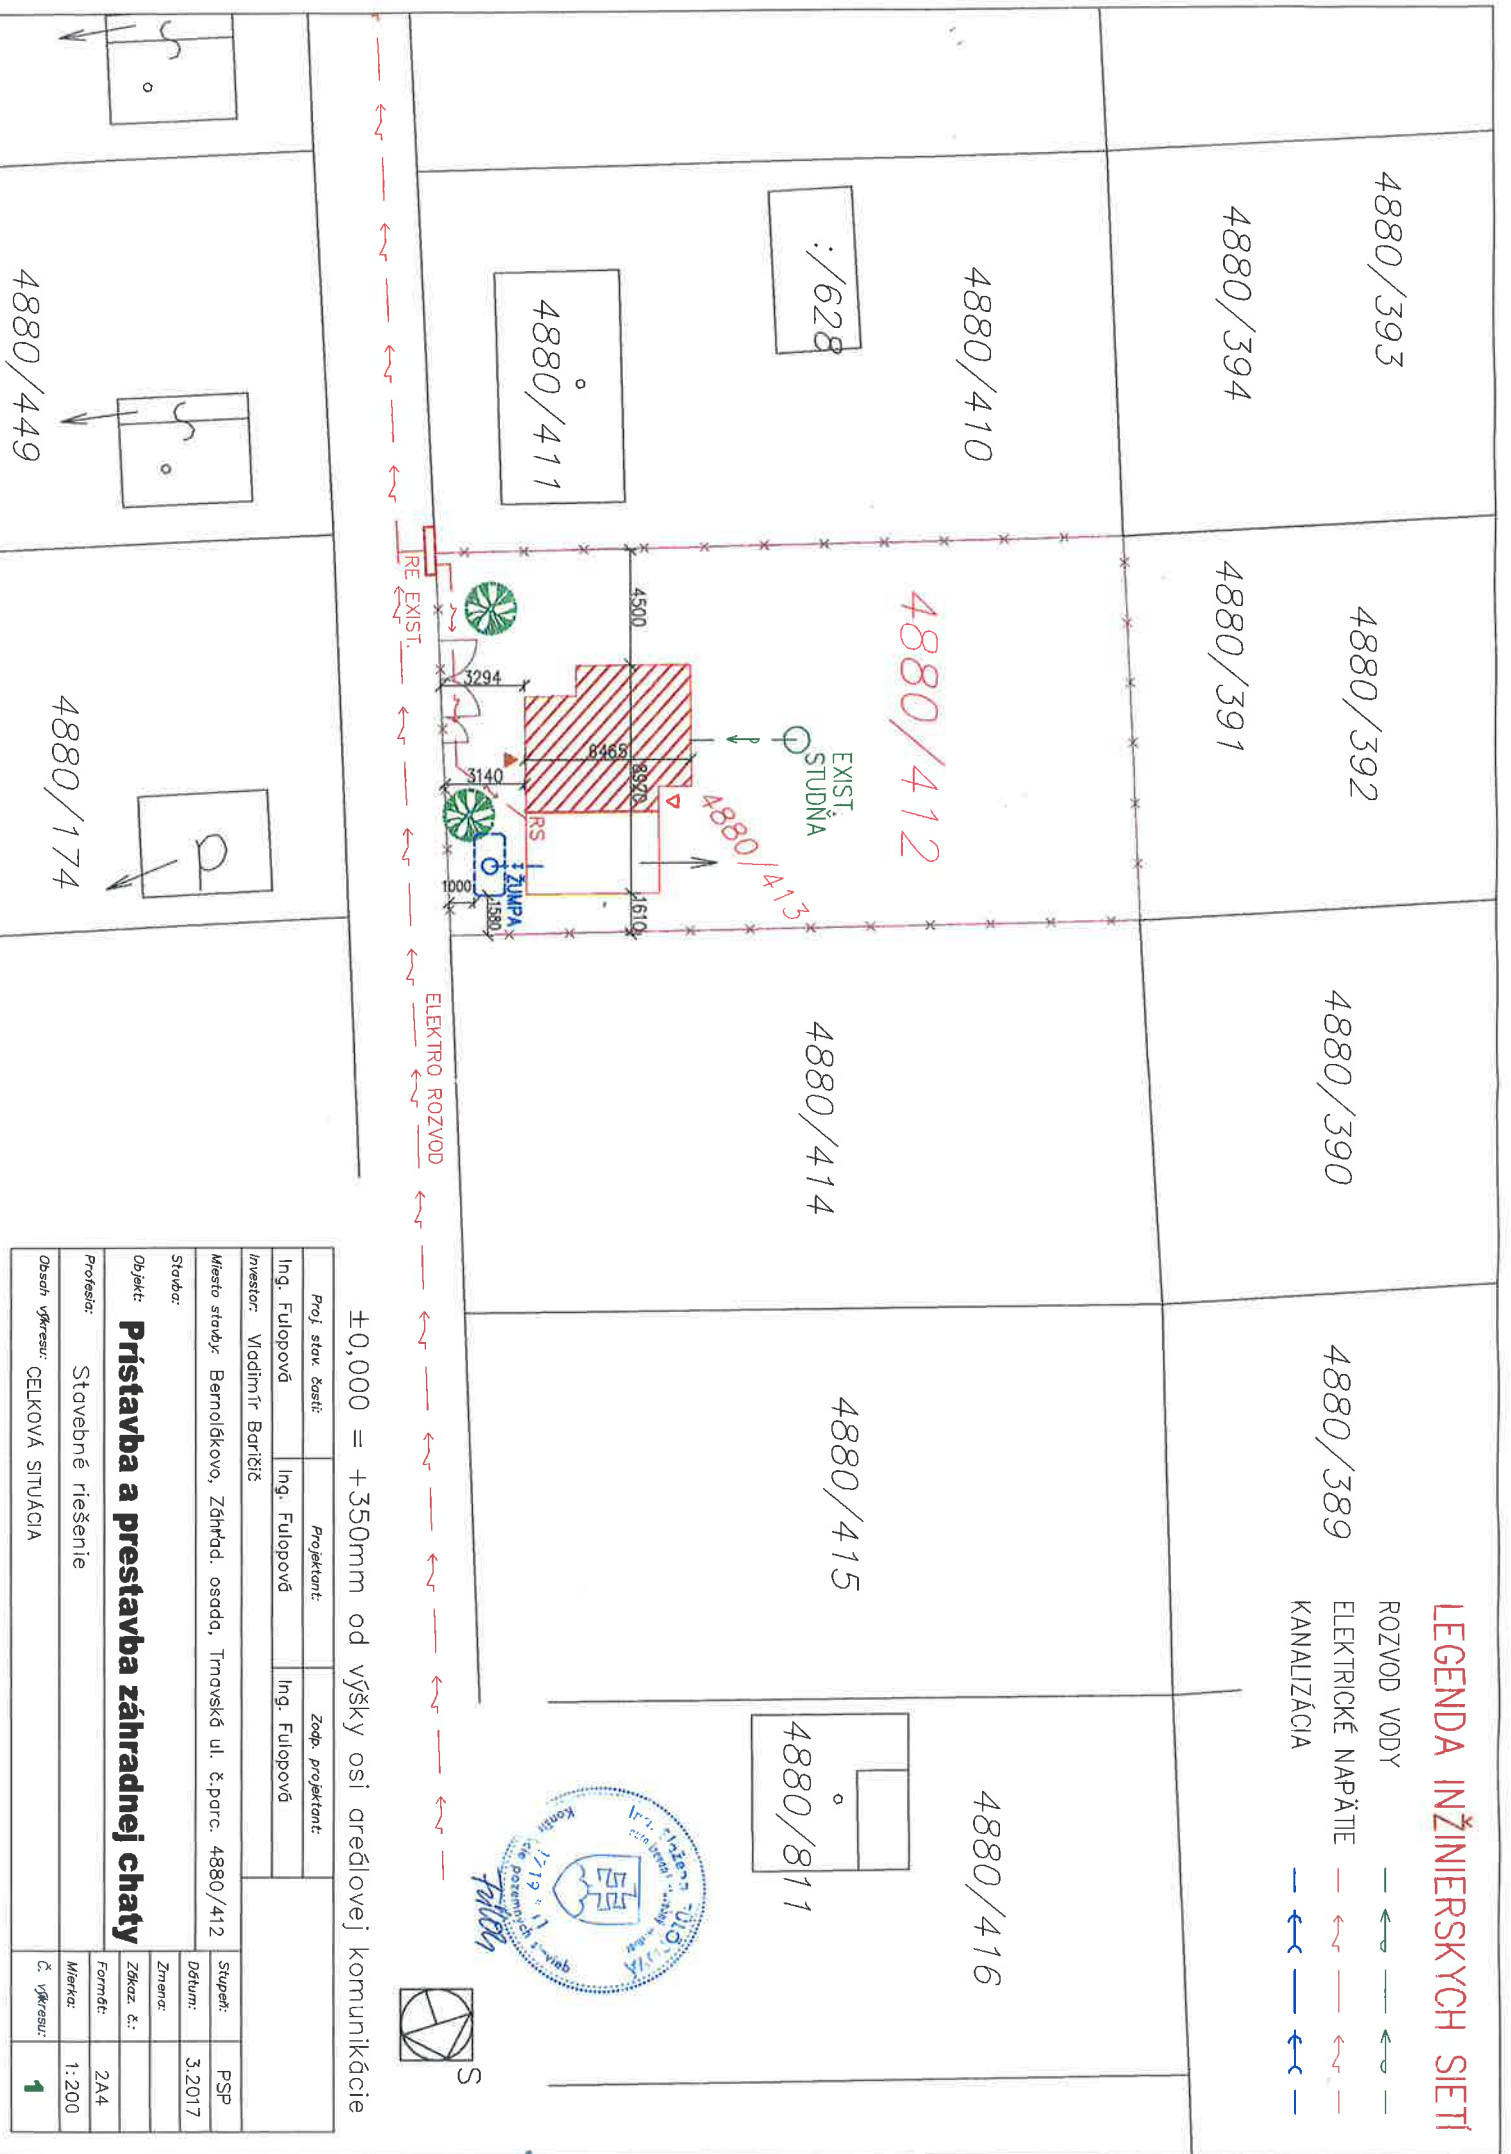 LEGENDA INŽINIERSKYCH SIETÍ
ROZVOD VODY
ELEKTRICKÉ NAPÄTIE
KANALIZÁCIA
4880/393
4880/394
4880/392
4880/391
4880/390
4880/389
4880/410
:/628
4880/411
4880/412
4880/413
EXIST.
STUDŇA
4500
8465
8920
1610
3294
3140
1000
1580
RS
ŽUMPA
RE EXIST.
ELEKTRO ROZVOD
4880/414
4880/415
4880/416
4880/811
4880/449
4880/174
S
±0,000 = +350mm od výšky osi areálovej komunikácie
Proj. stav. časti:
Projektant:
Zodp. projektant:
Ing. Fulopová
Ing. Fulopová
Ing. Fulopová
Investor: Vladimír Baričič
Miesto stavby: Bernolákovo, Záhrad. osada, Trnavská ul. č.parc. 4880/412
Stavba:
Objekt: Prístavba a prestavba záhradnej chaty
Profesia: Stavebné riešenie
Obsah výkresu: CELKOVÁ SITUÁCIA
Stupeň: PSP
Dátum: 3.2017
Zmena:
Zákaz. č.:
Formát: 2A4
Mierka: 1:200
Č. výkresu: 1